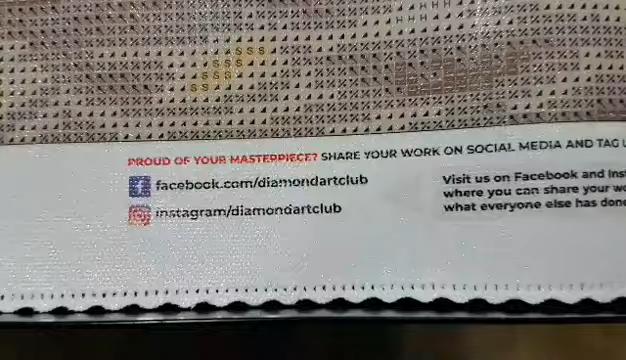 PROUD OF YOUR MASTERPIECE? SHARE YOUR WORK ON SOCIAL MEDIA AND TAG
facebook.com/diamondartclub
instagram/diamondartclub
Visit us on Facebook and
where you can share your
what everyone else has done